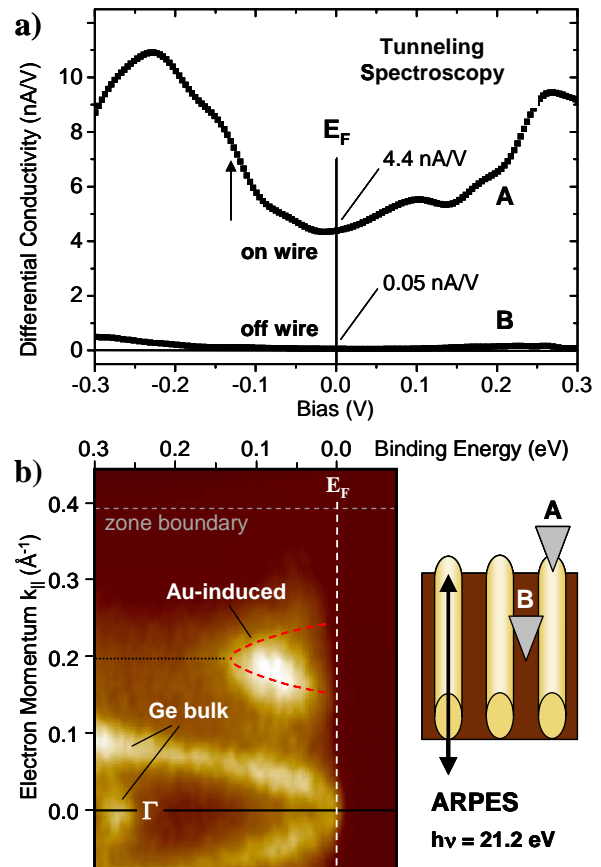 a)
Tunneling
Spectroscopy
E_F
4.4 nA/V
A
on wire
0.05 nA/V
off wire
B
Differential Conductivity (nA/V)
10
8
6
4
2
0
-0.3 -0.2 -0.1 0.0 0.1 0.2 0.3
Bias (V)
0.3 0.2 0.1 0.0 Binding Energy (eV)
b)
E_F
0.4
zone boundary
0.3
Au-induced
0.2
Ge bulk
0.1
Γ
0.0
Electron Momentum k_|| (Å⁻¹)
A
B
ARPES
hν = 21.2 eV